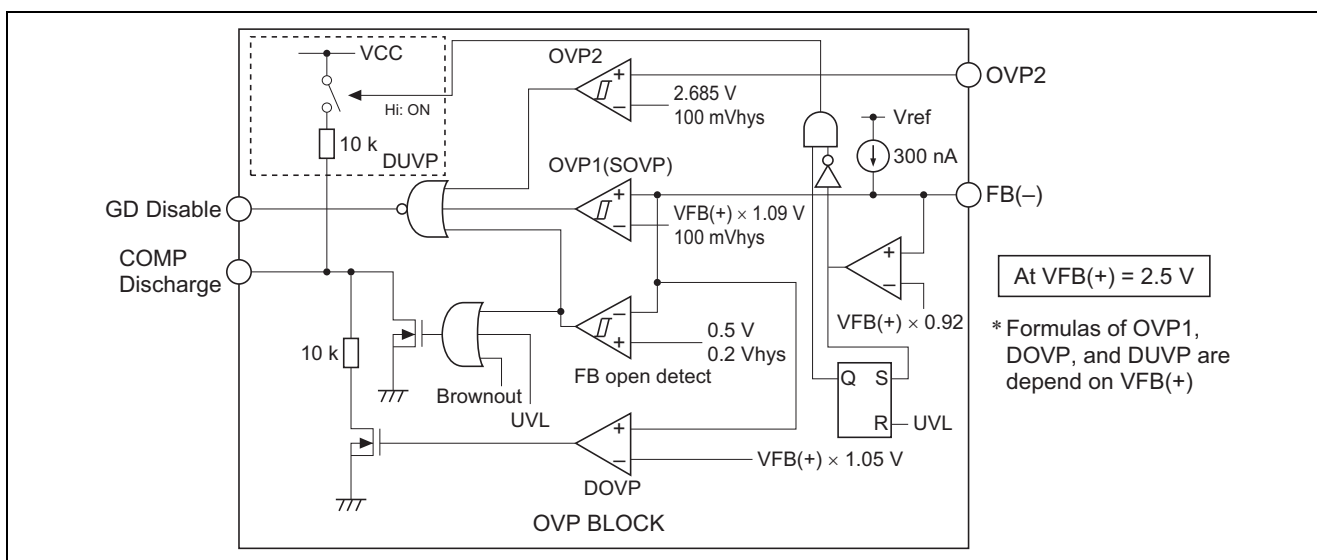 VCC
Hi: ON
10 k
DUVP
OVP2
2.685 V
100 mVhys
OVP2
Vref
300 nA
OVP1(SOVP)
VFB(+) × 1.09 V
100 mVhys
GD Disable
FB(–)
COMP
Discharge
At VFB(+) = 2.5 V
* Formulas of OVP1,
DOVP, and DUVP are
depend on VFB(+)
VFB(+) × 0.92
10 k
0.5 V
0.2 Vhys
FB open detect
Brownout
UVL
Q S
R UVL
VFB(+) × 1.05 V
DOVP
OVP BLOCK
+
–
+
–
–
+
+
–
+
–